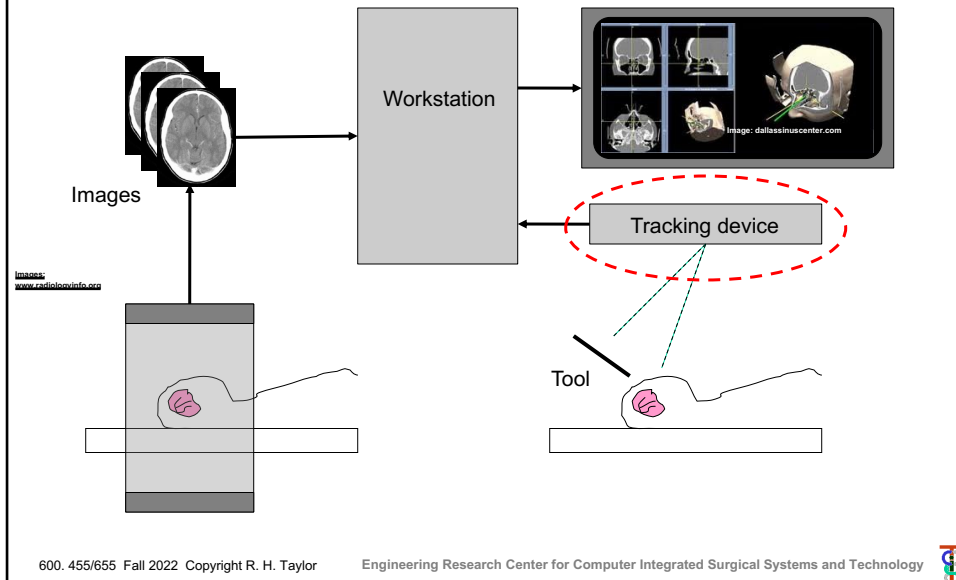 Workstation
Image: dallassinuscenter.com
Images
Tracking device
Images:
www.radiologyinfo.org
Tool
600. 455/655 Fall 2022 Copyright R. H. Taylor
Engineering Research Center for Computer Integrated Surgical Systems and Technology